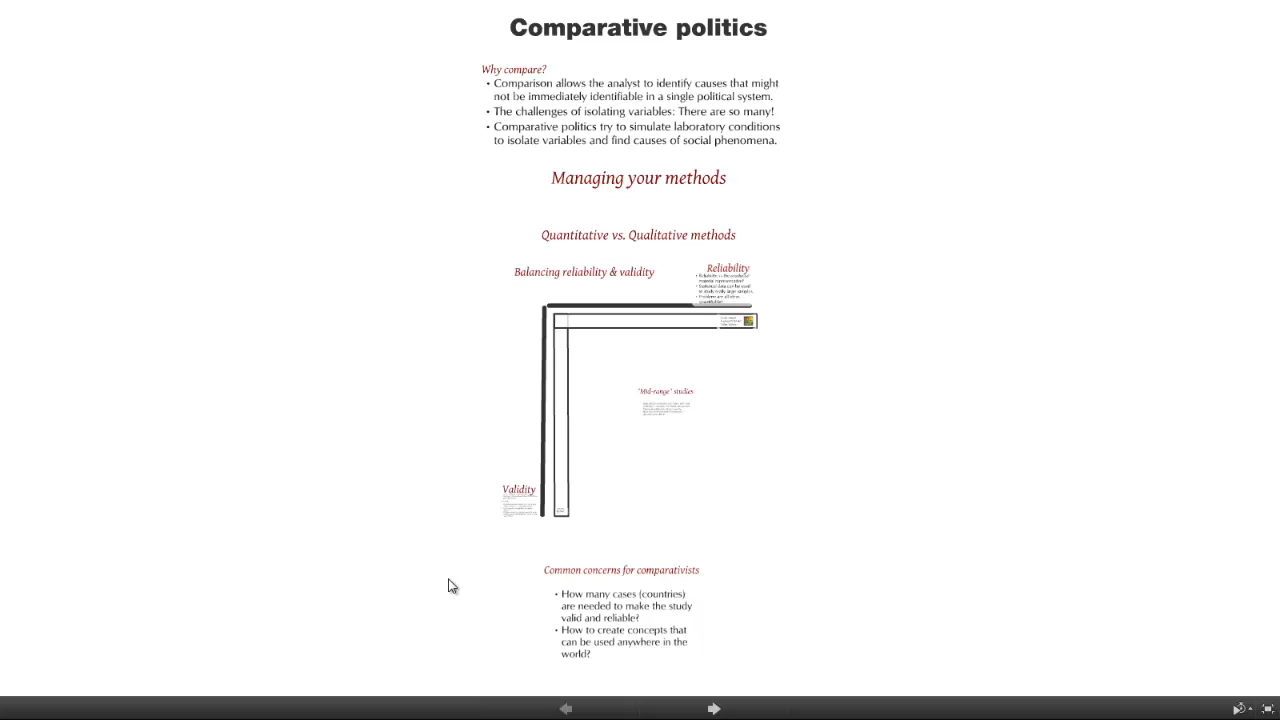 Comparative politics
Why compare?
• Comparison allows the analyst to identify causes that might
not be immediately identifiable in a single political system.
• The challenges of isolating variables: There are so many!
• Comparative politics try to simulate laboratory conditions
to isolate variables and find causes of social phenomena.
Managing your methods
Quantitative vs. Qualitative methods
Balancing reliability & validity
Reliability
"Mid-range" studies
Validity
Common concerns for comparativists
• How many cases (countries)
are needed to make the study
valid and reliable?
• How to create concepts that
can be used anywhere in the
world?